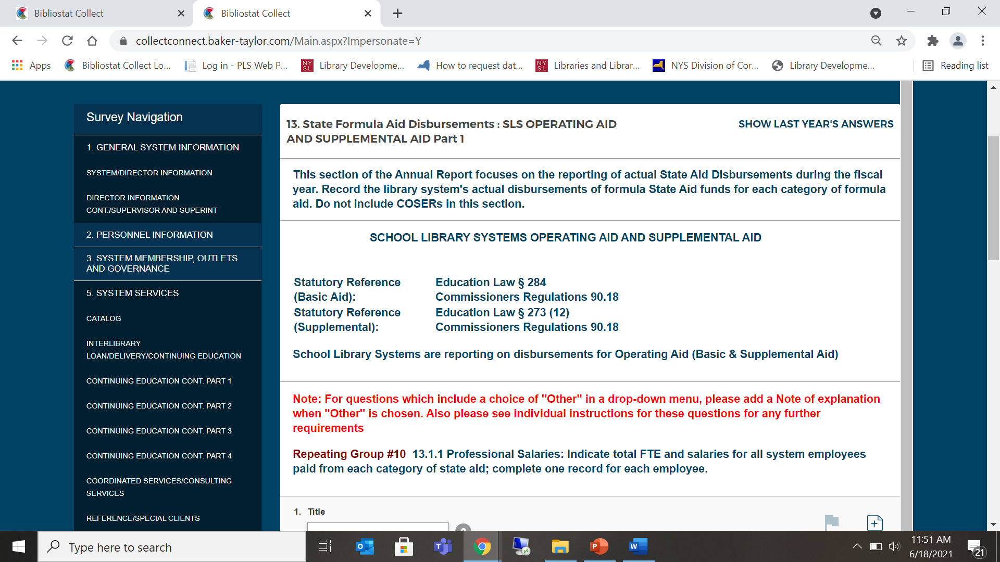 Bibliostat Collect
Bibliostat Collect
collectconnect.baker-taylor.com/Main.aspx?Impersonate=Y
Apps
Bibliostat Collect Lo...
Log in - PLS Web P...
NY SL
Library Developme...
How to request dat...
NY SL
Libraries and Librar...
NYS Division of Cor...
Library Developme...
Reading list
Survey Navigation
1. GENERAL SYSTEM INFORMATION
SYSTEM/DIRECTOR INFORMATION
DIRECTOR INFORMATION
CONT./SUPERVISOR AND SUPERINT
2. PERSONNEL INFORMATION
3. SYSTEM MEMBERSHIP, OUTLETS
AND GOVERNANCE
5. SYSTEM SERVICES
CATALOG
INTERLIBRARY
LOAN/DELIVERY/CONTINUING EDUCATION
CONTINUING EDUCATION CONT. PART 1
CONTINUING EDUCATION CONT. PART 2
CONTINUING EDUCATION CONT. PART 3
CONTINUING EDUCATION CONT. PART 4
COORDINATED SERVICES/CONSULTING
SERVICES
REFERENCE/SPECIAL CLIENTS
13. State Formula Aid Disbursements : SLS OPERATING AID
AND SUPPLEMENTAL AID Part 1
SHOW LAST YEAR'S ANSWERS
This section of the Annual Report focuses on the reporting of actual State Aid Disbursements during the fiscal
year. Record the library system's actual disbursements of formula State Aid funds for each category of formula
aid. Do not include COSERs in this section.
SCHOOL LIBRARY SYSTEMS OPERATING AID AND SUPPLEMENTAL AID
Statutory Reference Education Law § 284
(Basic Aid): Commissioners Regulations 90.18
Statutory Reference Education Law § 273 (12)
(Supplemental): Commissioners Regulations 90.18
School Library Systems are reporting on disbursements for Operating Aid (Basic & Supplemental Aid)
Note: For questions which include a choice of "Other" in a drop-down menu, please add a Note of explanation
when "Other" is chosen. Also please see individual instructions for these questions for any further
requirements
Repeating Group #10 13.1.1 Professional Salaries: Indicate total FTE and salaries for all system employees
paid from each category of state aid; complete one record for each employee.
1. Title
Type here to search
11:51 AM
6/18/2021
21